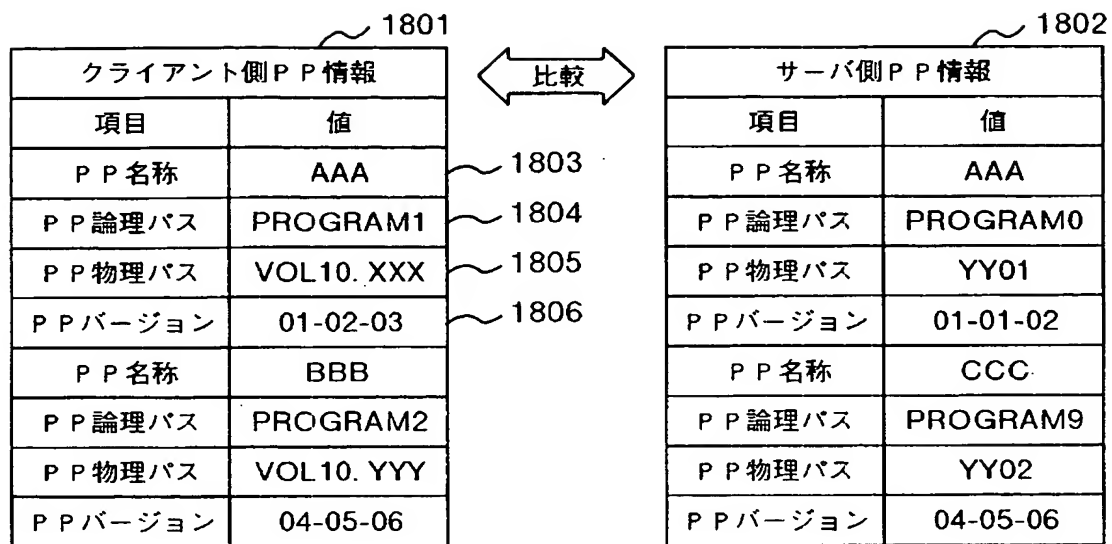 1801
クライアント側ＰＰ情報
項目 値
ＰＰ名称 AAA 1803
ＰＰ論理パス PROGRAM1 1804
ＰＰ物理パス VOL10. XXX 1805
ＰＰバージョン 01-02-03 1806
ＰＰ名称 BBB
ＰＰ論理パス PROGRAM2
ＰＰ物理パス VOL10. YYY
ＰＰバージョン 04-05-06
比較
1802
サーバ側ＰＰ情報
項目 値
ＰＰ名称 AAA
ＰＰ論理パス PROGRAM0
ＰＰ物理パス YY01
ＰＰバージョン 01-01-02
ＰＰ名称 CCC
ＰＰ論理パス PROGRAM9
ＰＰ物理パス YY02
ＰＰバージョン 04-05-06